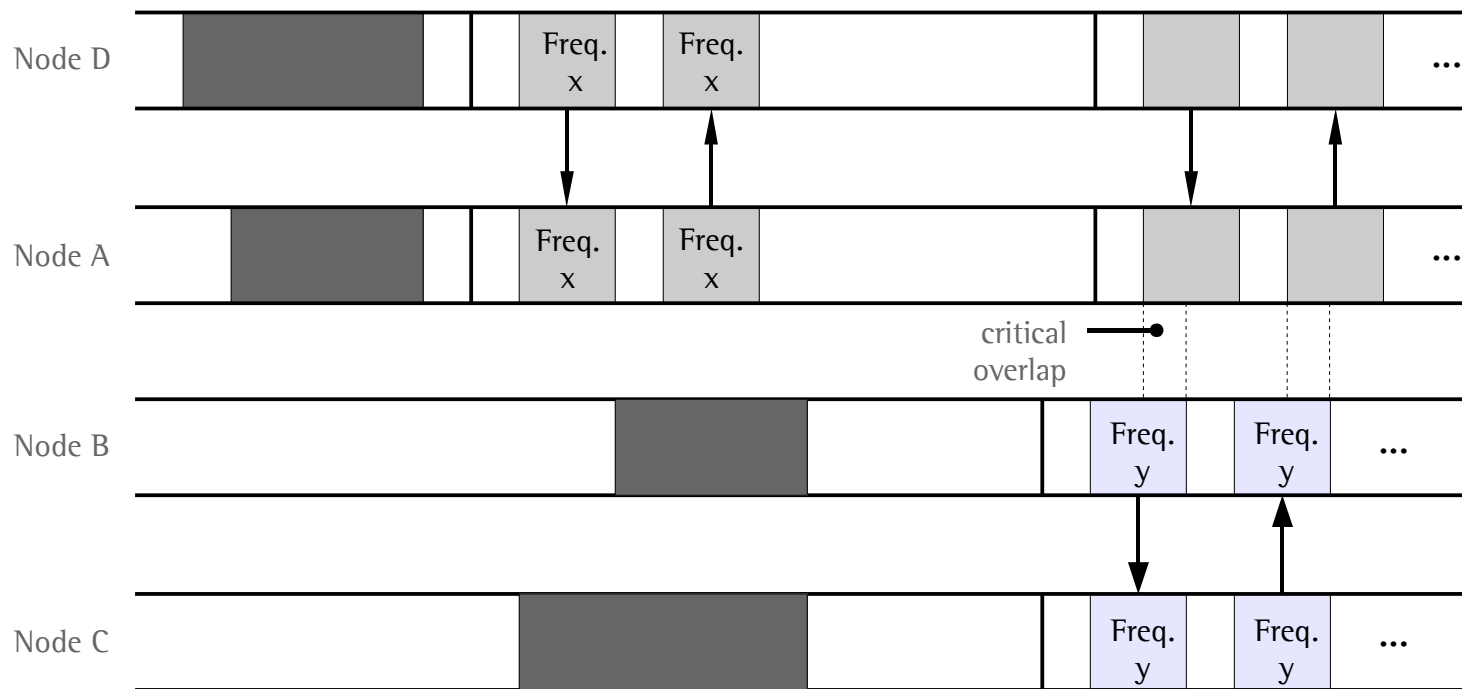 Node D
Freq.
x
Freq.
x
...
Node A
Freq.
x
Freq.
x
...
critical
overlap
Node B
Freq.
y
Freq.
y
...
Node C
Freq.
y
Freq.
y
...